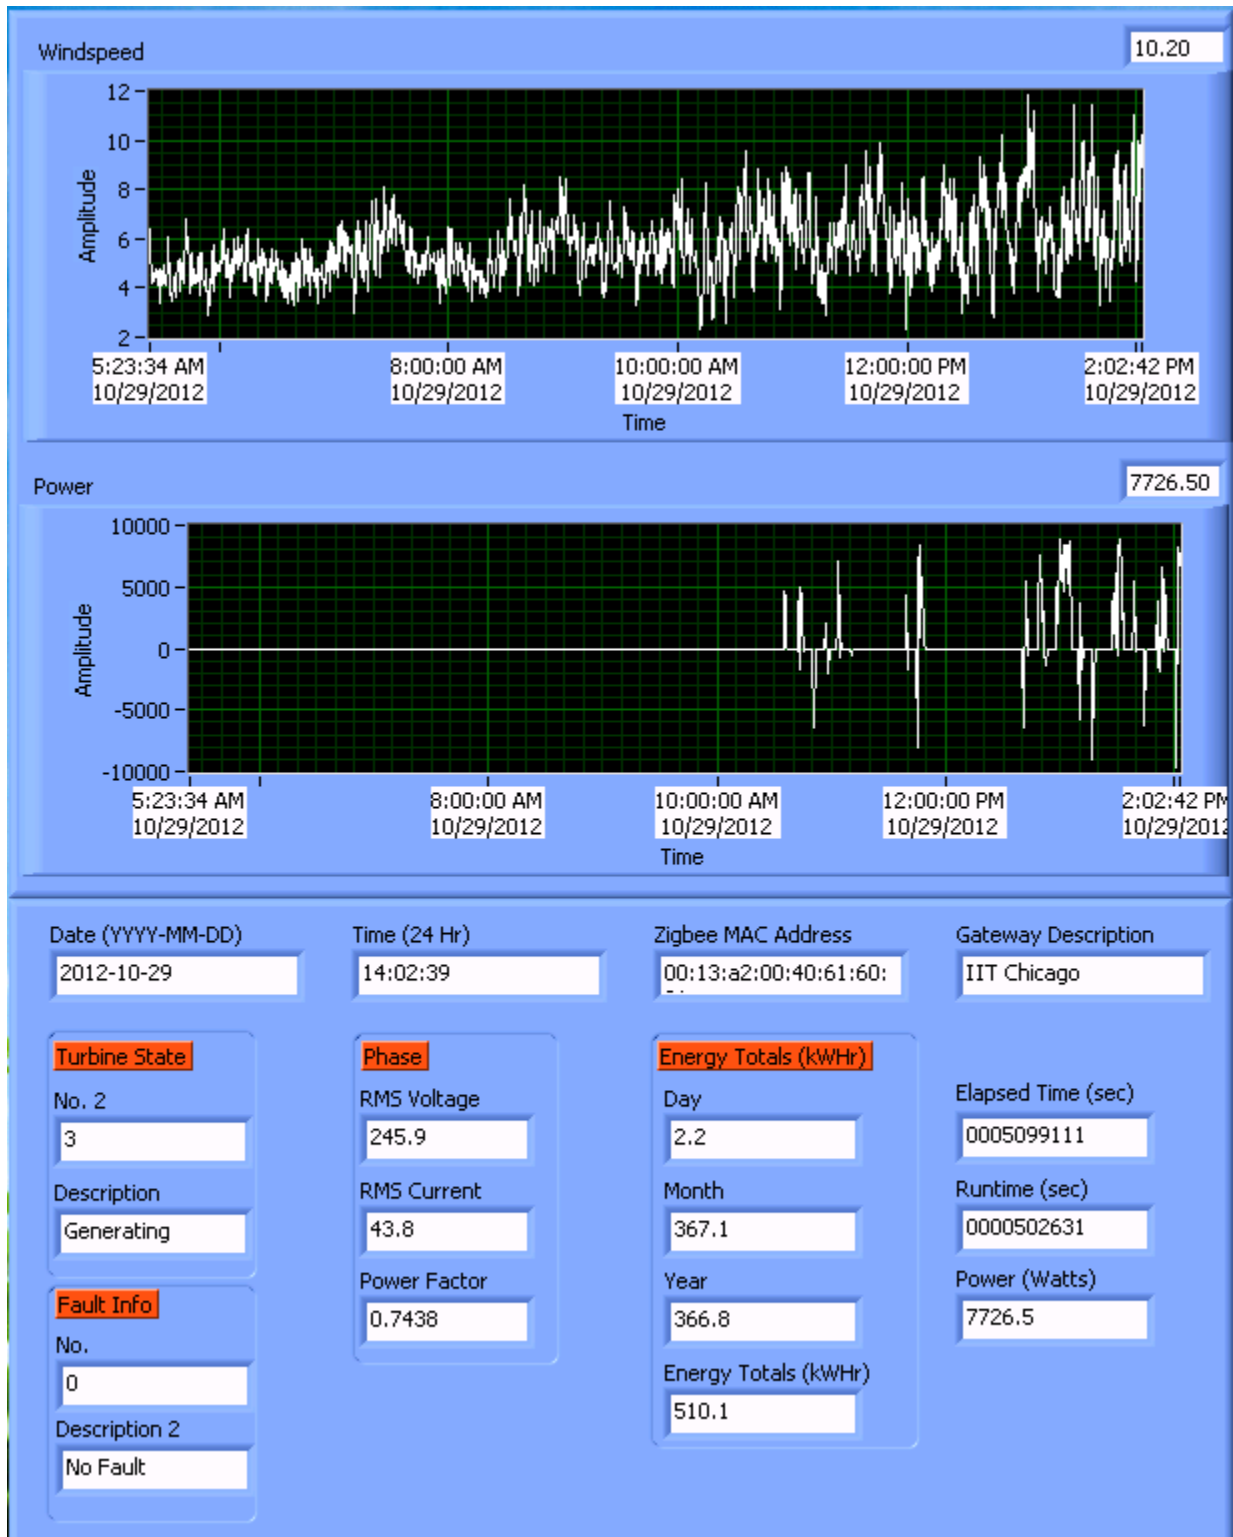 Windspeed
10.20
12
10
8
6
4
2
Amplitude
5:23:34 AM
10/29/2012
8:00:00 AM
10/29/2012
10:00:00 AM
10/29/2012
12:00:00 PM
10/29/2012
2:02:42 PM
10/29/2012
Time
Power
7726.50
10000
5000
0
-5000
-10000
Amplitude
5:23:34 AM
10/29/2012
8:00:00 AM
10/29/2012
10:00:00 AM
10/29/2012
12:00:00 PM
10/29/2012
2:02:42 PM
10/29/2012
Time
Date (YYYY-MM-DD)
2012-10-29
Time (24 Hr)
14:02:39
Zigbee MAC Address
00:13:a2:00:40:61:60:
Gateway Description
IIT Chicago
Turbine State
No. 2
3
Description
Generating
Fault Info
No.
0
Description 2
No Fault
Phase
RMS Voltage
245.9
RMS Current
43.8
Power Factor
0.7438
Energy Totals (kWHr)
Day
2.2
Month
367.1
Year
366.8
Energy Totals (kWHr)
510.1
Elapsed Time (sec)
0005099111
Runtime (sec)
0000502631
Power (Watts)
7726.5